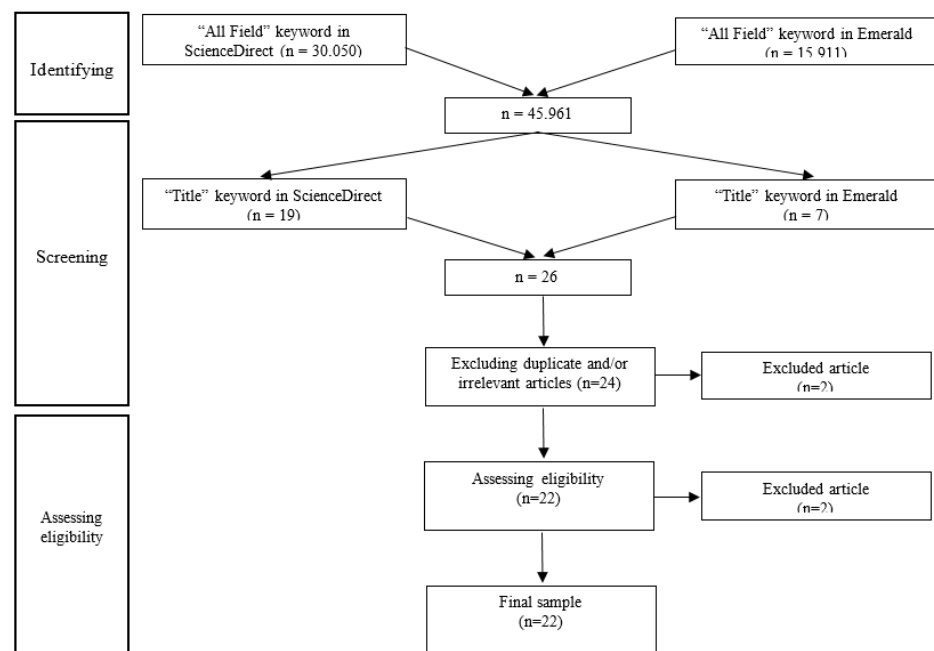 Identifying
“All Field” keyword in
ScienceDirect (n = 30.050)
“All Field” keyword in Emerald
(n = 15.911)
n = 45.961
Screening
“Title” keyword in ScienceDirect
(n = 19)
“Title” keyword in Emerald
(n = 7)
n = 26
Excluding duplicate and/or
irrelevant articles (n=24)
Excluded article
(n=2)
Assessing
eligibility
Assessing eligibility
(n=22)
Excluded article
(n=2)
Final sample
(n=22)